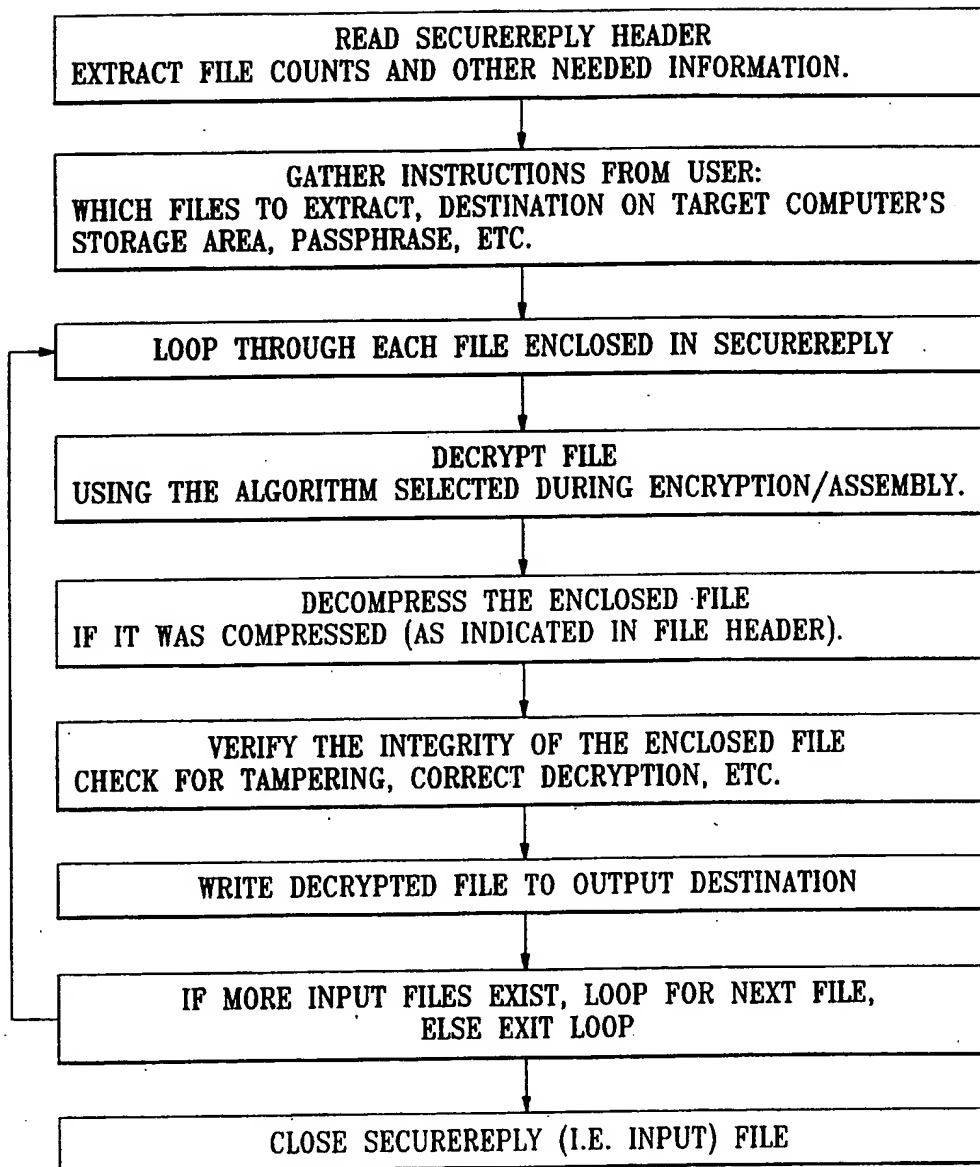 READ SECUREREPLY HEADER
EXTRACT FILE COUNTS AND OTHER NEEDED INFORMATION.
GATHER INSTRUCTIONS FROM USER:
WHICH FILES TO EXTRACT, DESTINATION ON TARGET COMPUTER'S
STORAGE AREA, PASSPHRASE, ETC.
LOOP THROUGH EACH FILE ENCLOSED IN SECUREREPLY
DECRYPT FILE
USING THE ALGORITHM SELECTED DURING ENCRYPTION/ASSEMBLY.
DECOMPRESS THE ENCLOSED FILE
IF IT WAS COMPRESSED (AS INDICATED IN FILE HEADER).
VERIFY THE INTEGRITY OF THE ENCLOSED FILE
CHECK FOR TAMPERING, CORRECT DECRYPTION, ETC.
WRITE DECRYPTED FILE TO OUTPUT DESTINATION
IF MORE INPUT FILES EXIST, LOOP FOR NEXT FILE,
ELSE EXIT LOOP
CLOSE SECUREREPLY (I.E. INPUT) FILE